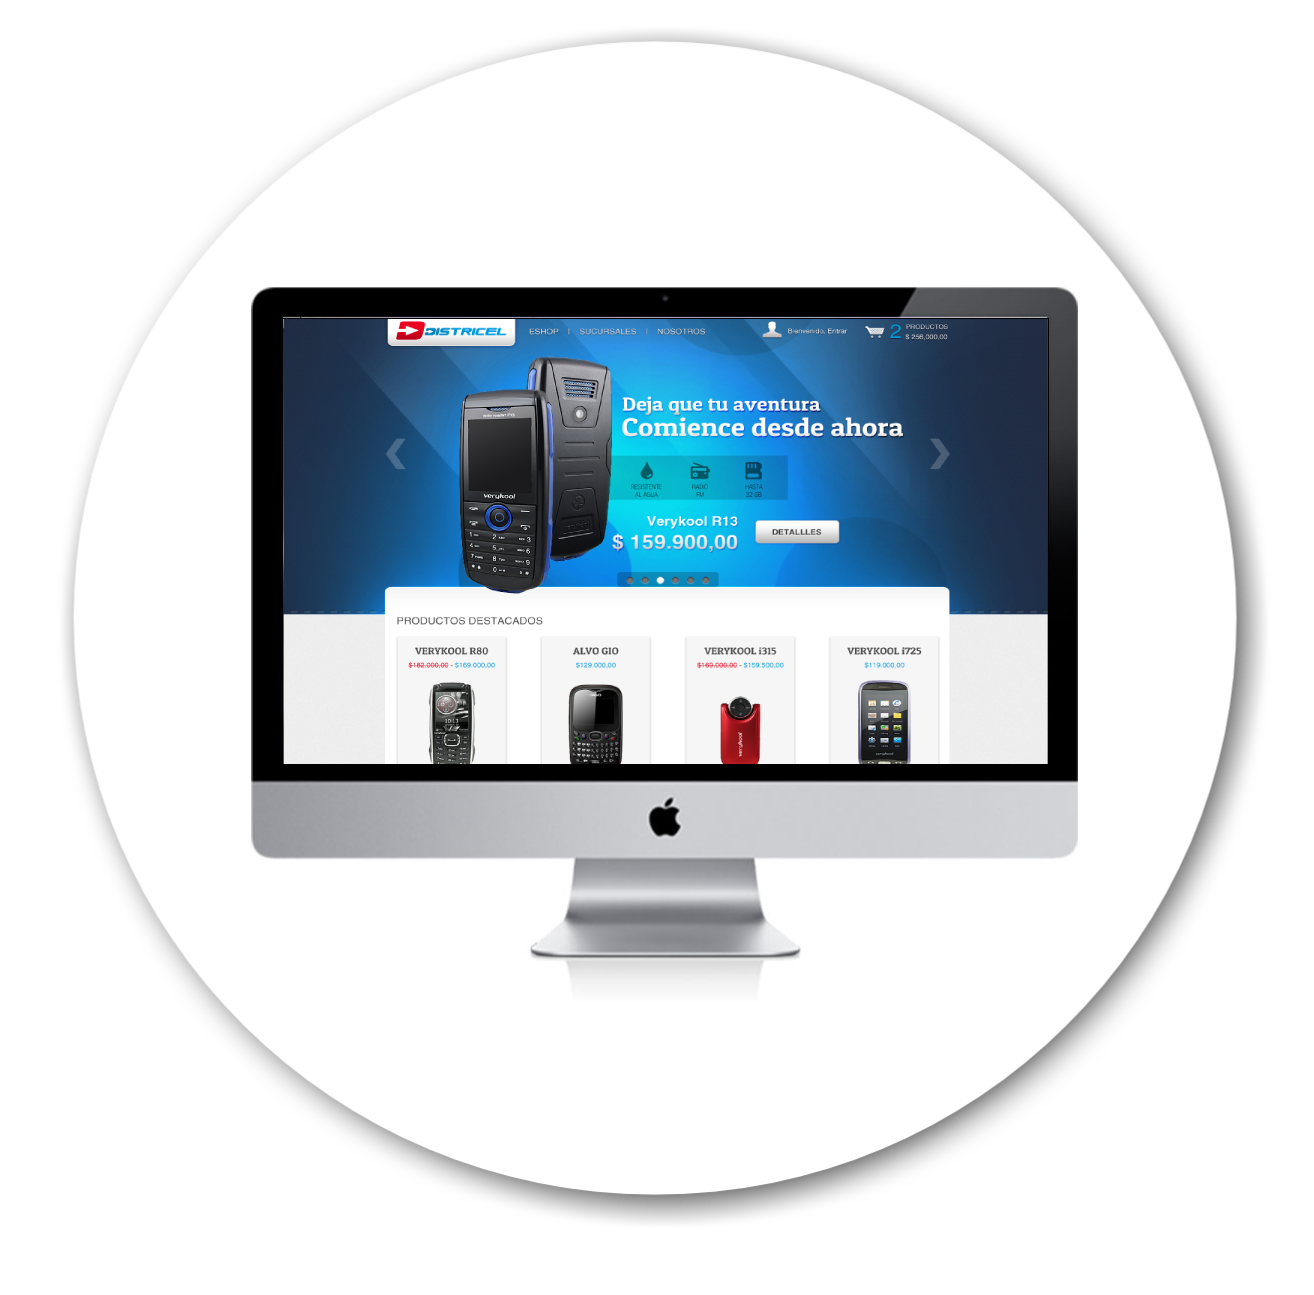 DISTRICEL
ESHOP | SUCURSALES | NOSOTROS
Bienvenido, Entrar
2 PRODUCTOS
$ 258,000,00
Deja que tu aventura
Comience desde ahora
RESISTENTE
AL AGUA
RADIO
FM
HASTA
32 GB
Verykool R13
$ 159.900,00
DETALLLES
verykool
PRODUCTOS DESTACADOS
VERYKOOL R80
$182.000,00 - $169.000,00
ALVO GIO
$129.000,00
VERYKOOL i315
$169.000,00 - $159.500,00
VERYKOOL i725
$119.000,00
verykool
verykool